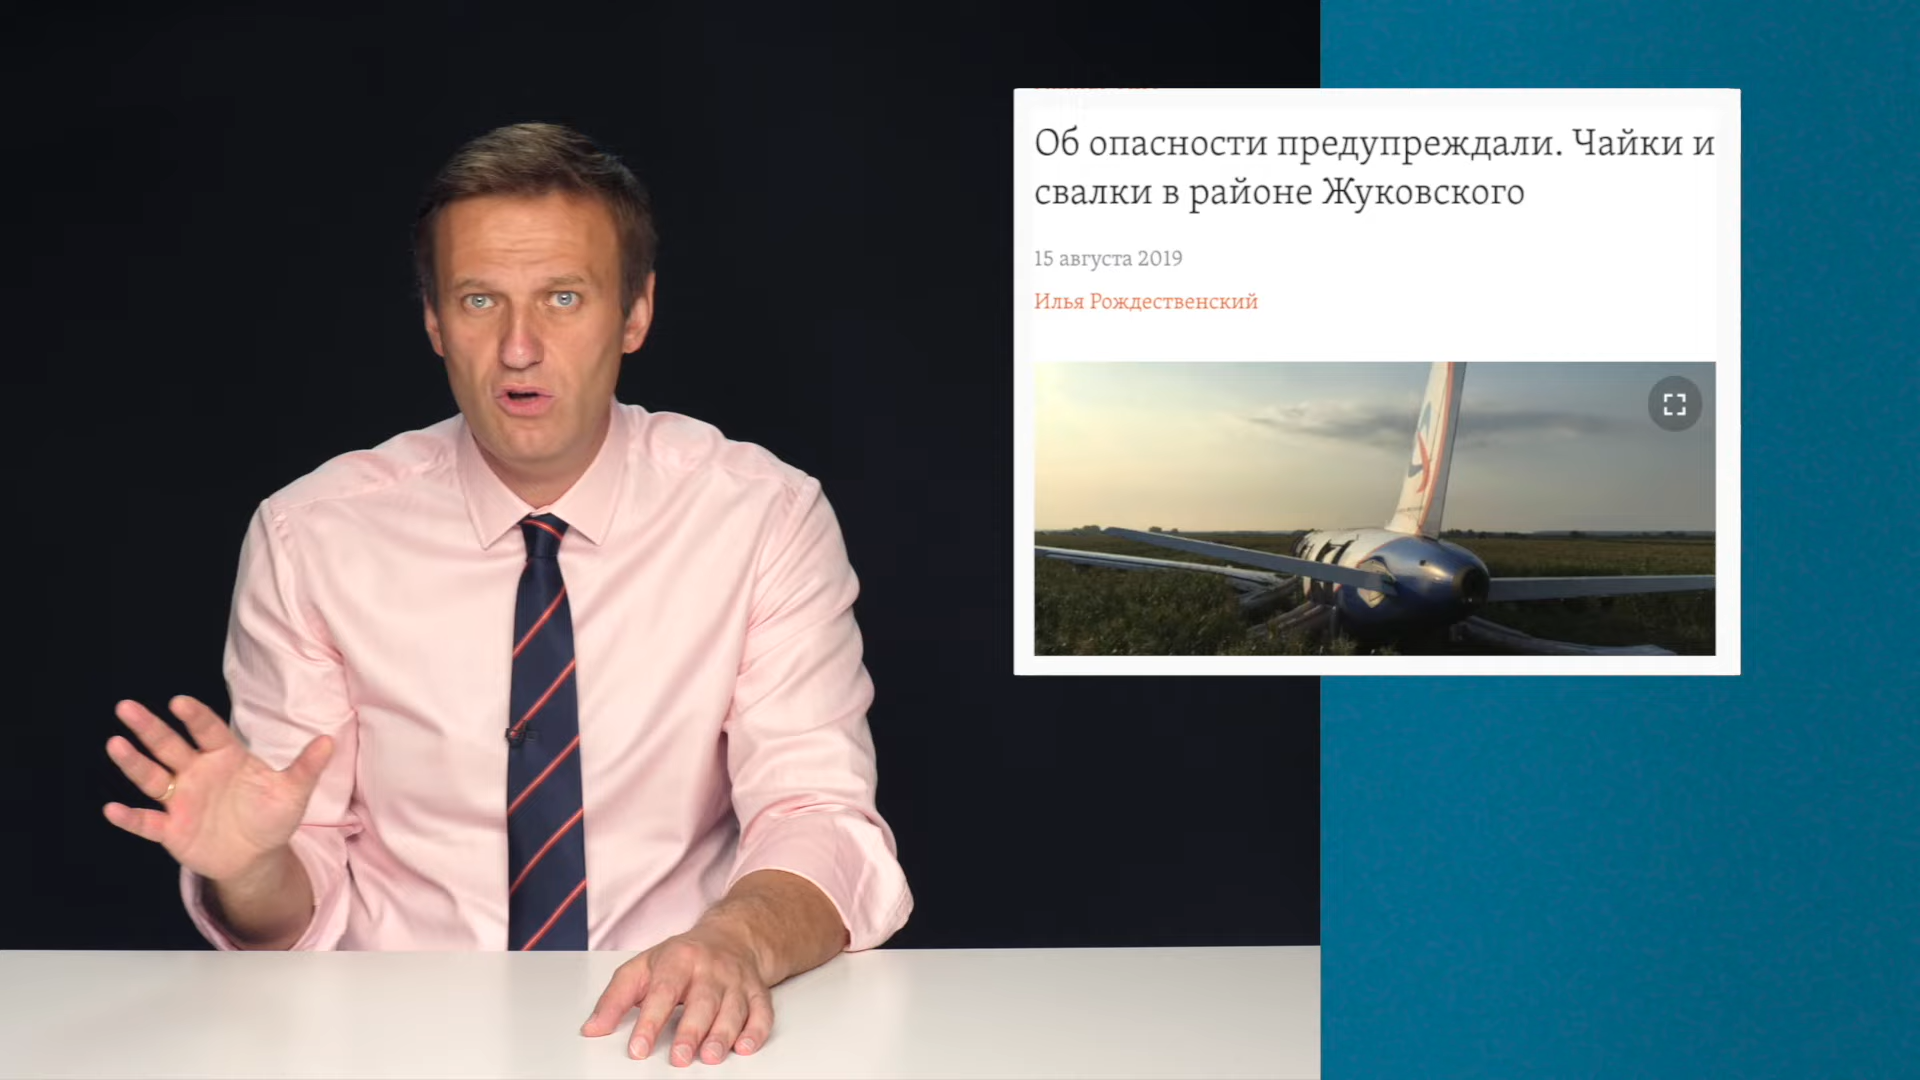 Об опасности предупреждали. Чайки и
свалки в районе Жуковского
15 августа 2019
Илья Рождественский